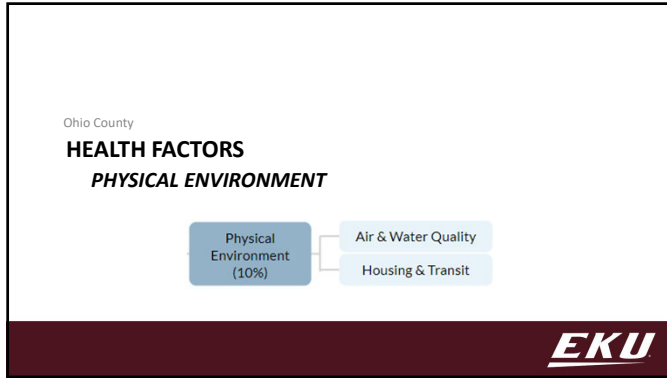 Ohio County
HEALTH FACTORS
PHYSICAL ENVIRONMENT
Physical
Environment
(10%)
Air & Water Quality
Housing & Transit
EKU